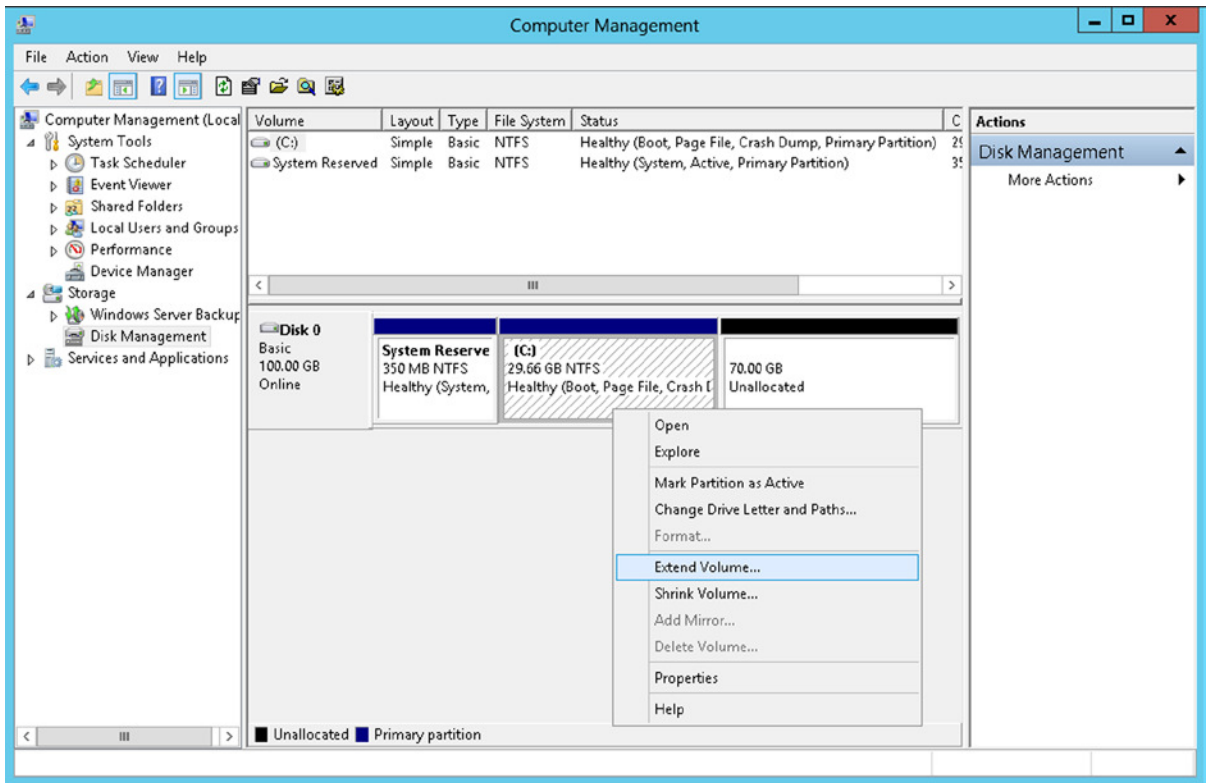 Computer Management
File Action View Help
Computer Management (Local
System Tools
Task Scheduler
Event Viewer
Shared Folders
Local Users and Groups
Performance
Device Manager
Storage
Windows Server Backup
Disk Management
Services and Applications
Volume Layout Type File System Status C
(C:) Simple Basic NTFS Healthy (Boot, Page File, Crash Dump, Primary Partition) 29
System Reserved Simple Basic NTFS Healthy (System, Active, Primary Partition) 35
Disk 0
Basic
100.00 GB
Online
System Reserve
350 MB NTFS
Healthy (System,
(C:)
29.66 GB NTFS
Healthy (Boot, Page File, Crash D
70.00 GB
Unallocated
Open
Explore
Mark Partition as Active
Change Drive Letter and Paths...
Format...
Extend Volume...
Shrink Volume...
Add Mirror...
Delete Volume...
Properties
Help
Unallocated Primary partition
Actions
Disk Management
More Actions